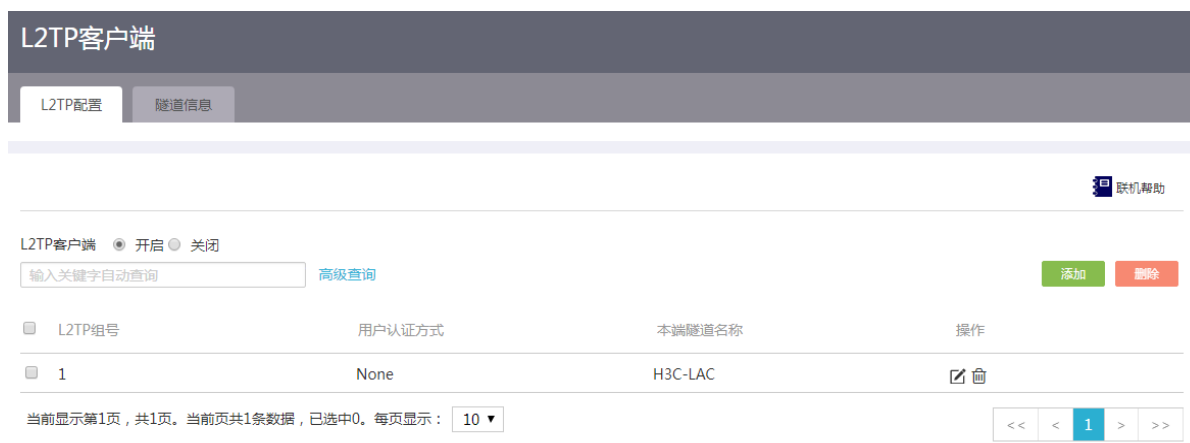 L2TP客户端
L2TP配置 隧道信息
联机帮助
L2TP客户端 开启 关闭
输入关键字自动查询 高级查询 添加 删除
L2TP组号 用户认证方式 本端隧道名称 操作
1 None H3C-LAC
当前显示第1页，共1页。当前页共1条数据，已选中0。每页显示： 10 ▼
<< < 1 > >>